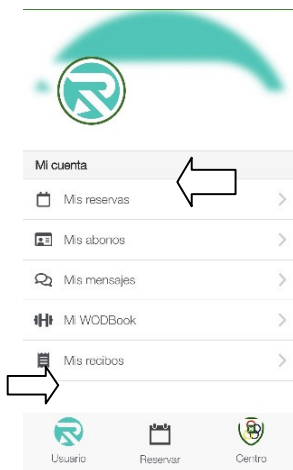 Mi cuenta
Mis reservas
Mis abonos
Mis mensajes
Mi WODBook
Mis recibos
Usuario Reservar Centro